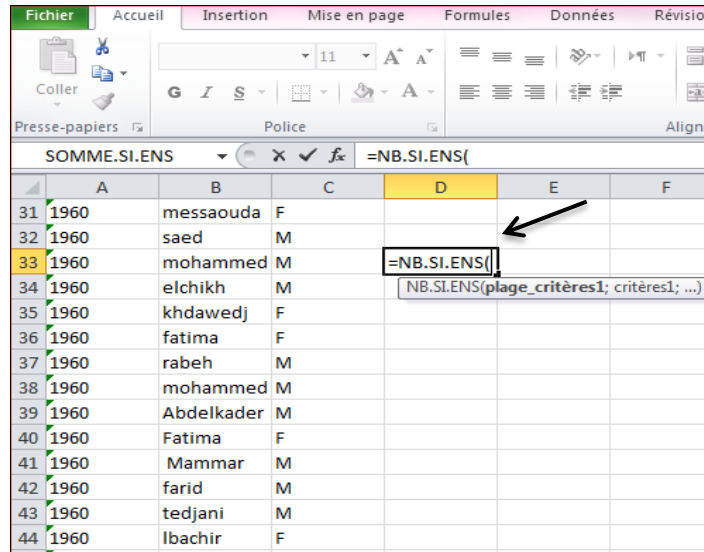 Fichier Accueil Insertion Mise en page Formules Données Révisio
11 A A
Coller
G I S A
Presse-papiers Police Align
SOMME.SI.ENS fx =NB.SI.ENS(
A B C D E F
31 1960 messaouda F
32 1960 saed M
33 1960 mohammed M =NB.SI.ENS(
34 1960 elchikh M NB.SI.ENS(plage_critères1; critères1; ...)
35 1960 khdawedj F
36 1960 fatima F
37 1960 rabeh M
38 1960 mohammed M
39 1960 Abdelkader M
40 1960 Fatima F
41 1960 Mammar M
42 1960 farid M
43 1960 tedjani M
44 1960 lbachir F